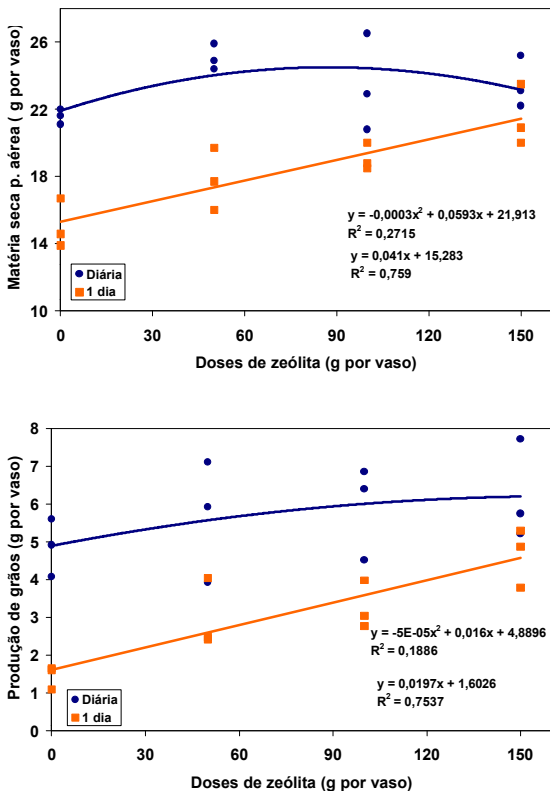 Matéria seca p. aérea ( g por vaso)
26
22
18
14
10
y = -0,0003x² + 0,0593x + 21,913
R² = 0,2715
y = 0,041x + 15,283
R² = 0,759
Diária
1 dia
0 30 60 90 120 150
Doses de zeólita (g por vaso)
Produção de grãos (g por vaso)
8
7
6
5
4
3
2
1
0
y = -5E-05x² + 0,016x + 4,8896
R² = 0,1886
y = 0,0197x + 1,6026
R² = 0,7537
Diária
1 dia
0 30 60 90 120 150
Doses de zeólita (g por vaso)